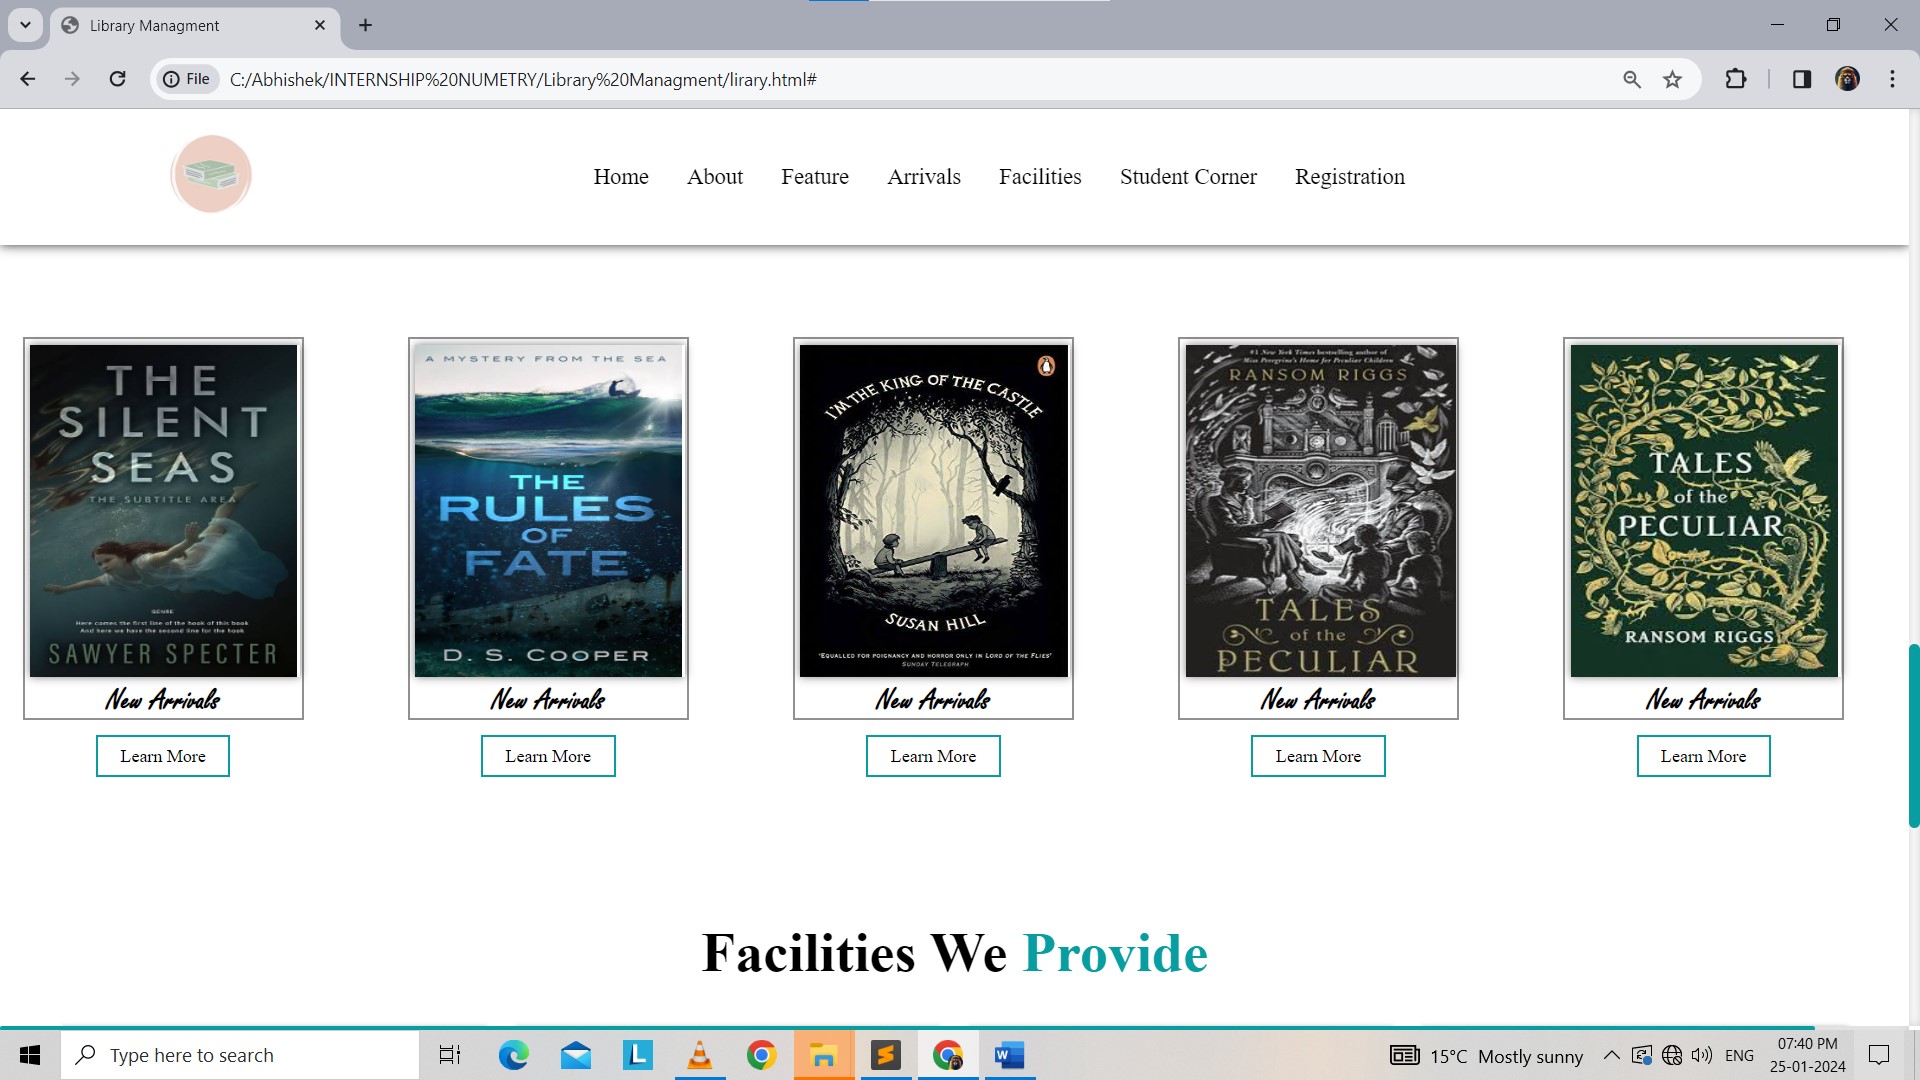 Library Managment
File
C:/Abhishek/INTERNSHIP%20NUMETRY/Library%20Managment/lirary.html#
Home About Feature Arrivals Facilities Student Corner Registration
THE
SILENT
SEAS
THE SUBTITLE AREA
GENRE
Here comes the first line of the hook of this book
And here we have the second line for the hook
SAWYER SPECTER
New Arrivals
Learn More
A MYSTERY FROM THE SEA
THE
RULES
OF
FATE
D. S. COOPER
New Arrivals
Learn More
I'M THE KING OF THE CASTLE
SUSAN HILL
'EQUALLED FOR POIGNANCY AND HORROR ONLY IN LORD OF THE FLIES'
SUNDAY TELEGRAPH
New Arrivals
Learn More
#1 New York Times bestselling author of
Miss Peregrine's Home for Peculiar Children
RANSOM RIGGS
TALES
of the
PECULIAR
New Arrivals
Learn More
TALES
of the
PECULIAR
RANSOM RIGGS
New Arrivals
Learn More
Facilities We Provide
Type here to search
L
W
15°C Mostly sunny
ENG
07:40 PM
25-01-2024